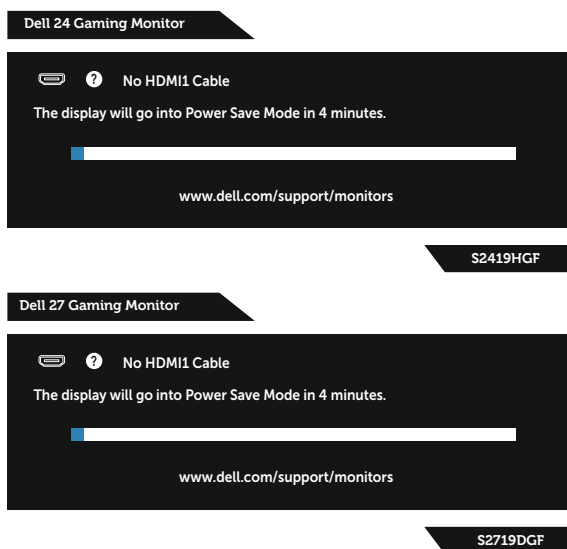 Dell 24 Gaming Monitor
? No HDMI1 Cable
The display will go into Power Save Mode in 4 minutes.
www.dell.com/support/monitors
S2419HGF
Dell 27 Gaming Monitor
? No HDMI1 Cable
The display will go into Power Save Mode in 4 minutes.
www.dell.com/support/monitors
S2719DGF